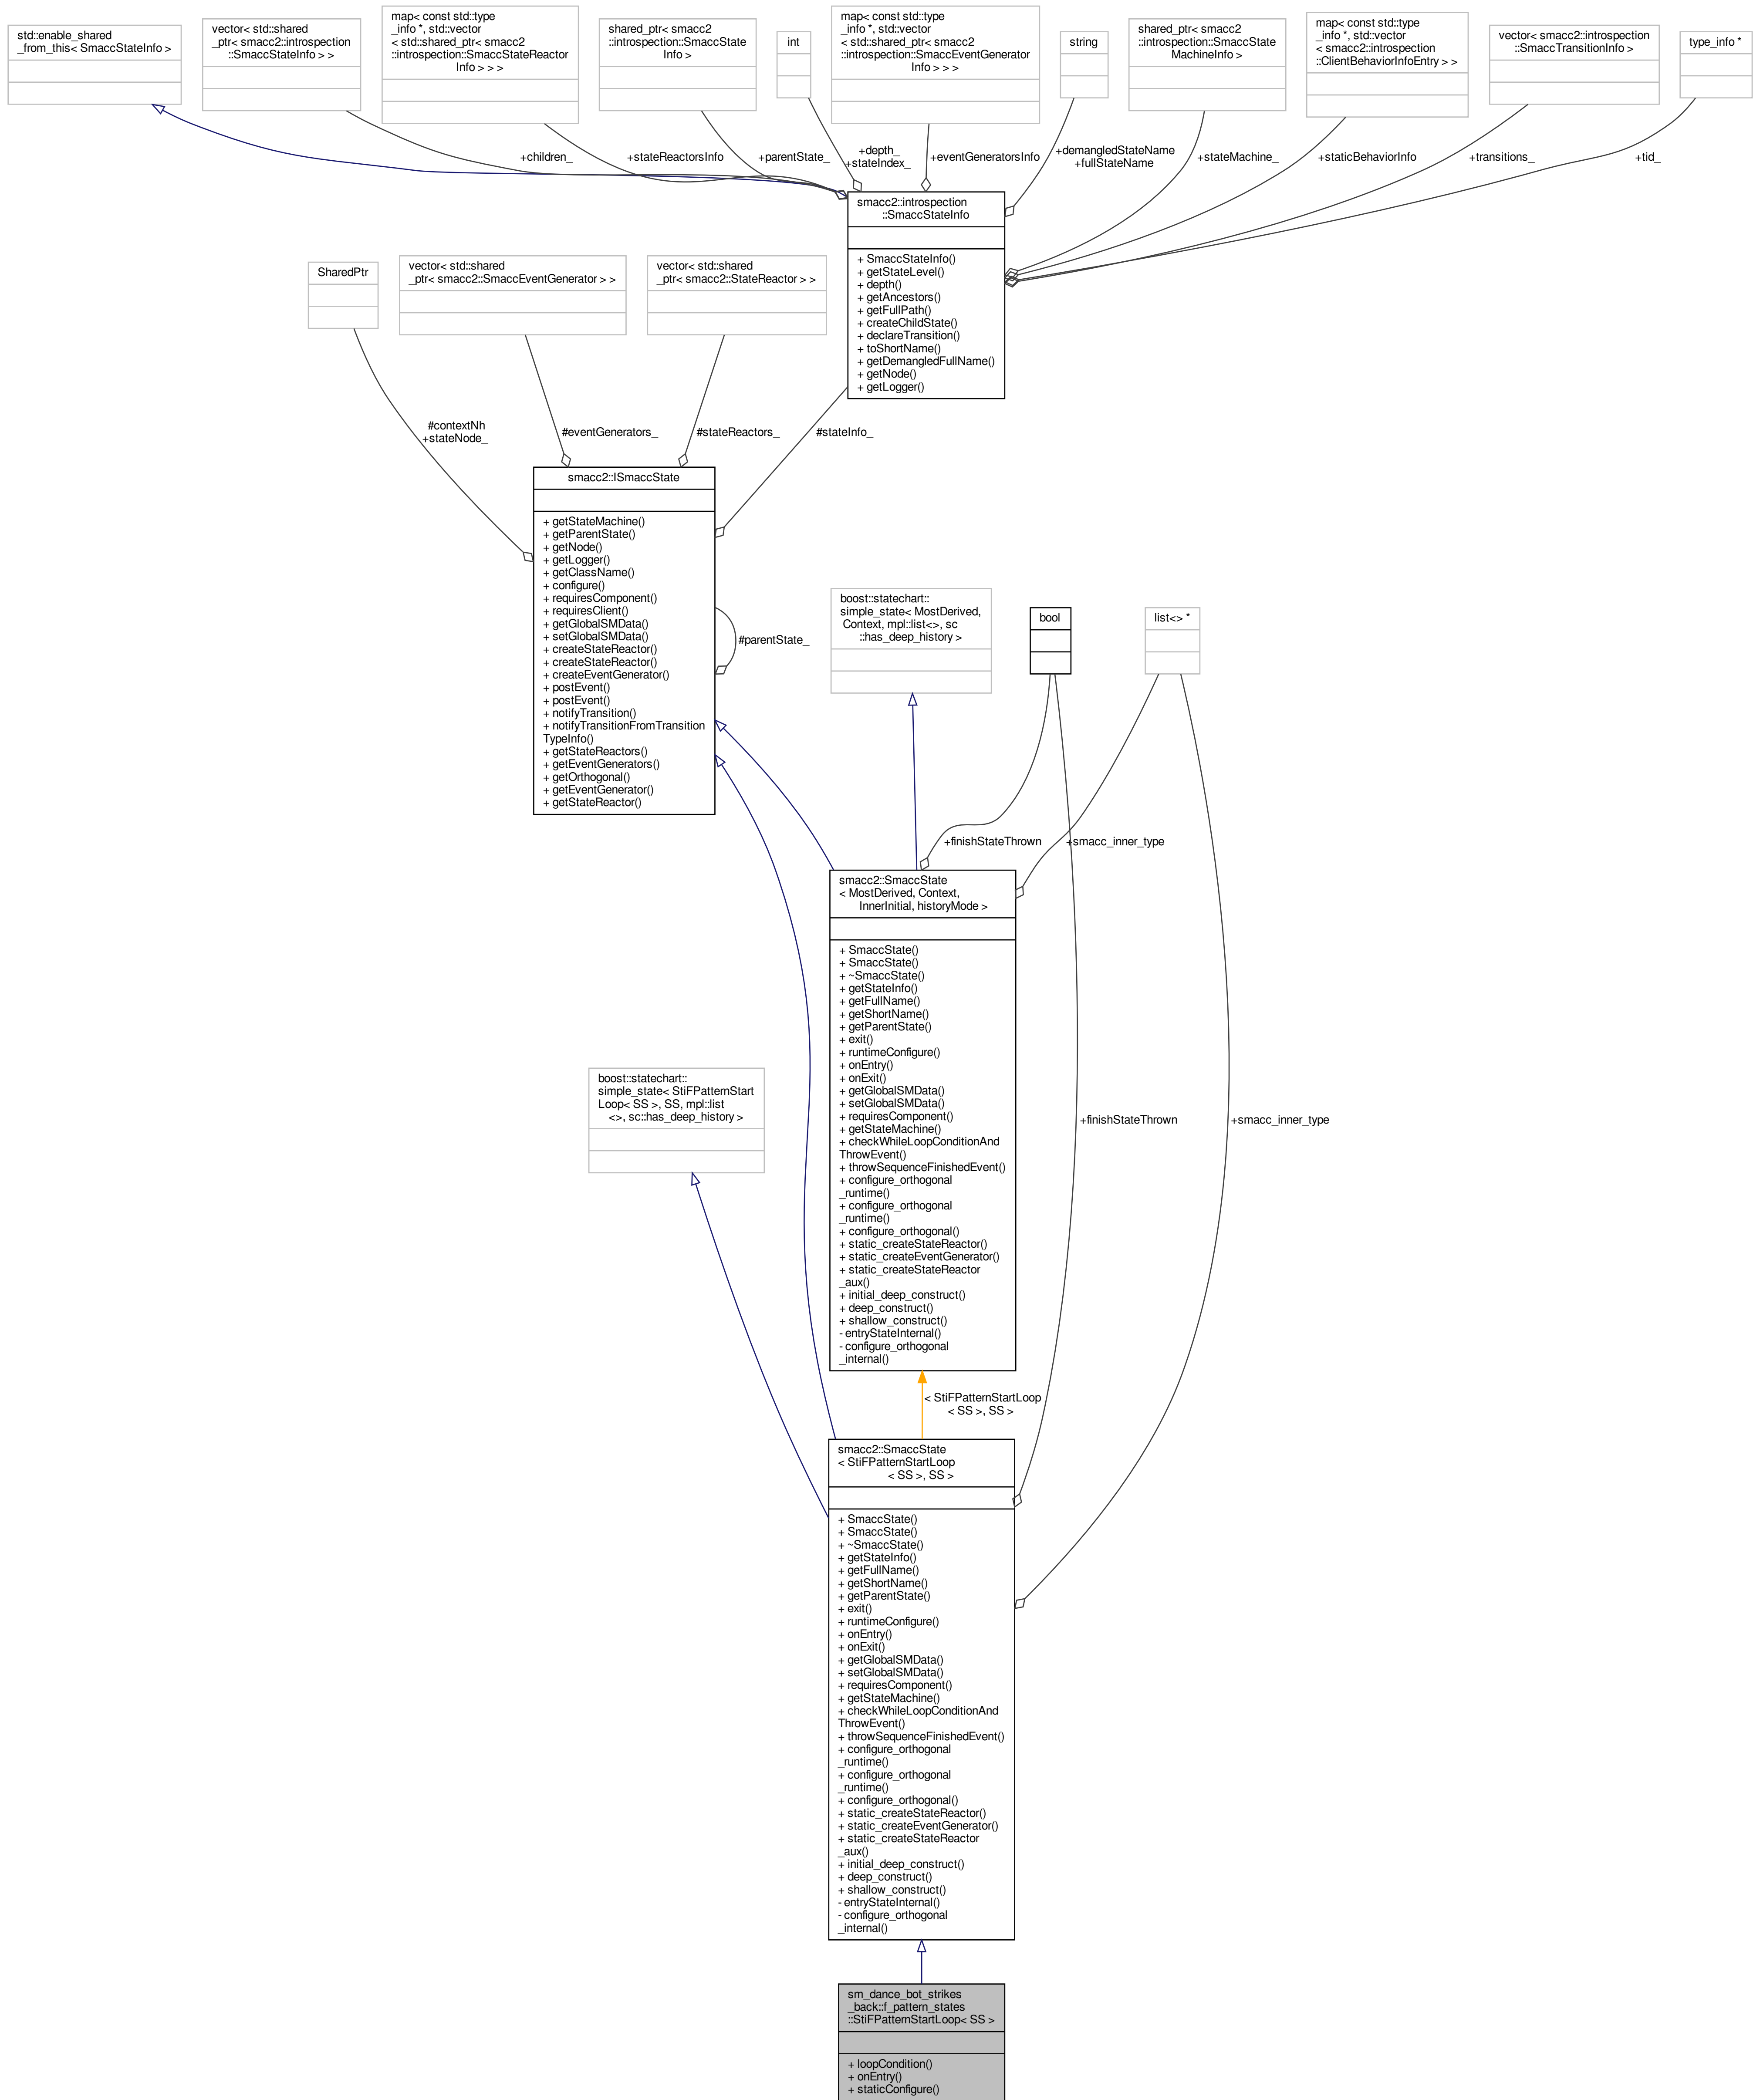 std::enable_shared
_from_this< SmaccStateInfo >
vector< std::shared
_ptr< smacc2::introspection
::SmaccStateInfo > >
map< const std::type
_info *, std::vector
< std::shared_ptr< smacc2
::introspection::SmaccStateReactor
Info > > >
shared_ptr< smacc2
::introspection::SmaccState
Info >
int
map< const std::type
_info *, std::vector
< std::shared_ptr< smacc2
::introspection::SmaccEventGenerator
Info > > >
string
shared_ptr< smacc2
::introspection::SmaccState
MachineInfo >
map< const std::type
_info *, std::vector
< smacc2::introspection
::ClientBehaviorInfoEntry > >
vector< smacc2::introspection
::SmaccTransitionInfo >
type_info *
+children_
+stateReactorsInfo
+parentState_
+depth_
+stateIndex_
+eventGeneratorsInfo
+demangledStateName
+fullStateName
+stateMachine_
+staticBehaviorInfo
+transitions_
+tid_
smacc2::introspection
::SmaccStateInfo
+ SmaccStateInfo()
+ getStateLevel()
+ depth()
+ getAncestors()
+ getFullPath()
+ createChildState()
+ declareTransition()
+ toShortName()
+ getDemangledFullName()
+ getNode()
+ getLogger()
SharedPtr
vector< std::shared
_ptr< smacc2::SmaccEventGenerator > >
vector< std::shared
_ptr< smacc2::StateReactor > >
#contextNh
+stateNode_
#eventGenerators_
#stateReactors_
#stateInfo_
smacc2::ISmaccState
+ getStateMachine()
+ getParentState()
+ getNode()
+ getLogger()
+ getClassName()
+ configure()
+ requiresComponent()
+ requiresClient()
+ getGlobalSMData()
+ setGlobalSMData()
+ createStateReactor()
+ createStateReactor()
+ createEventGenerator()
+ postEvent()
+ postEvent()
+ notifyTransition()
+ notifyTransitionFromTransition
TypeInfo()
+ getStateReactors()
+ getEventGenerators()
+ getOrthogonal()
+ getEventGenerator()
+ getStateReactor()
#parentState_
boost::statechart::
simple_state< MostDerived,
Context, mpl::list<>, sc
::has_deep_history >
bool
list<> *
+finishStateThrown
+smacc_inner_type
smacc2::SmaccState
< MostDerived, Context,
InnerInitial, historyMode >
+ SmaccState()
+ SmaccState()
+ ~SmaccState()
+ getStateInfo()
+ getFullName()
+ getShortName()
+ getParentState()
+ exit()
+ runtimeConfigure()
+ onEntry()
+ onExit()
+ getGlobalSMData()
+ setGlobalSMData()
+ requiresComponent()
+ getStateMachine()
+ checkWhileLoopConditionAnd
ThrowEvent()
+ throwSequenceFinishedEvent()
+ configure_orthogonal
_runtime()
+ configure_orthogonal
_runtime()
+ configure_orthogonal()
+ static_createStateReactor()
+ static_createEventGenerator()
+ static_createStateReactor
_aux()
+ initial_deep_construct()
+ deep_construct()
+ shallow_construct()
- entryStateInternal()
- configure_orthogonal
_internal()
boost::statechart::
simple_state< StiFPatternStart
Loop< SS >, SS, mpl::list
<>, sc::has_deep_history >
+finishStateThrown
+smacc_inner_type
< StiFPatternStartLoop
< SS >, SS >
smacc2::SmaccState
< StiFPatternStartLoop
< SS >, SS >
+ SmaccState()
+ SmaccState()
+ ~SmaccState()
+ getStateInfo()
+ getFullName()
+ getShortName()
+ getParentState()
+ exit()
+ runtimeConfigure()
+ onEntry()
+ onExit()
+ getGlobalSMData()
+ setGlobalSMData()
+ requiresComponent()
+ getStateMachine()
+ checkWhileLoopConditionAnd
ThrowEvent()
+ throwSequenceFinishedEvent()
+ configure_orthogonal
_runtime()
+ configure_orthogonal
_runtime()
+ configure_orthogonal()
+ static_createStateReactor()
+ static_createEventGenerator()
+ static_createStateReactor
_aux()
+ initial_deep_construct()
+ deep_construct()
+ shallow_construct()
- entryStateInternal()
- configure_orthogonal
_internal()
sm_dance_bot_strikes
_back::f_pattern_states
::StiFPatternStartLoop< SS >
+ loopCondition()
+ onEntry()
+ staticConfigure()